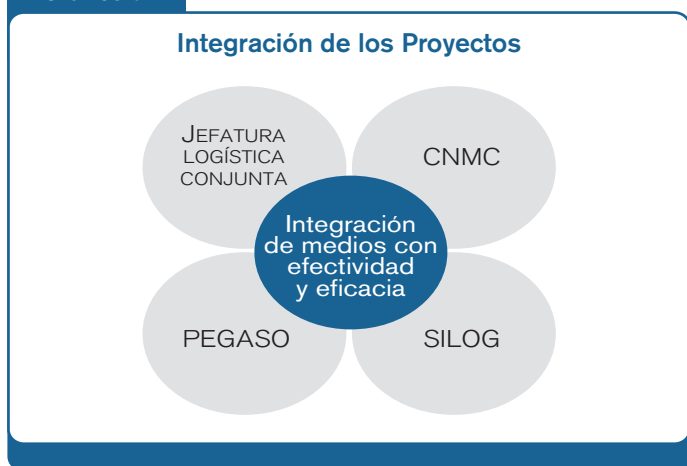 Integración de los Proyectos
JEFATURA
LOGÍSTICA
CONJUNTA
CNMC
Integración
de medios con
efectividad
y eficacia
PEGASO
SILOG